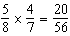 5/8 × 4/7 = 20/56